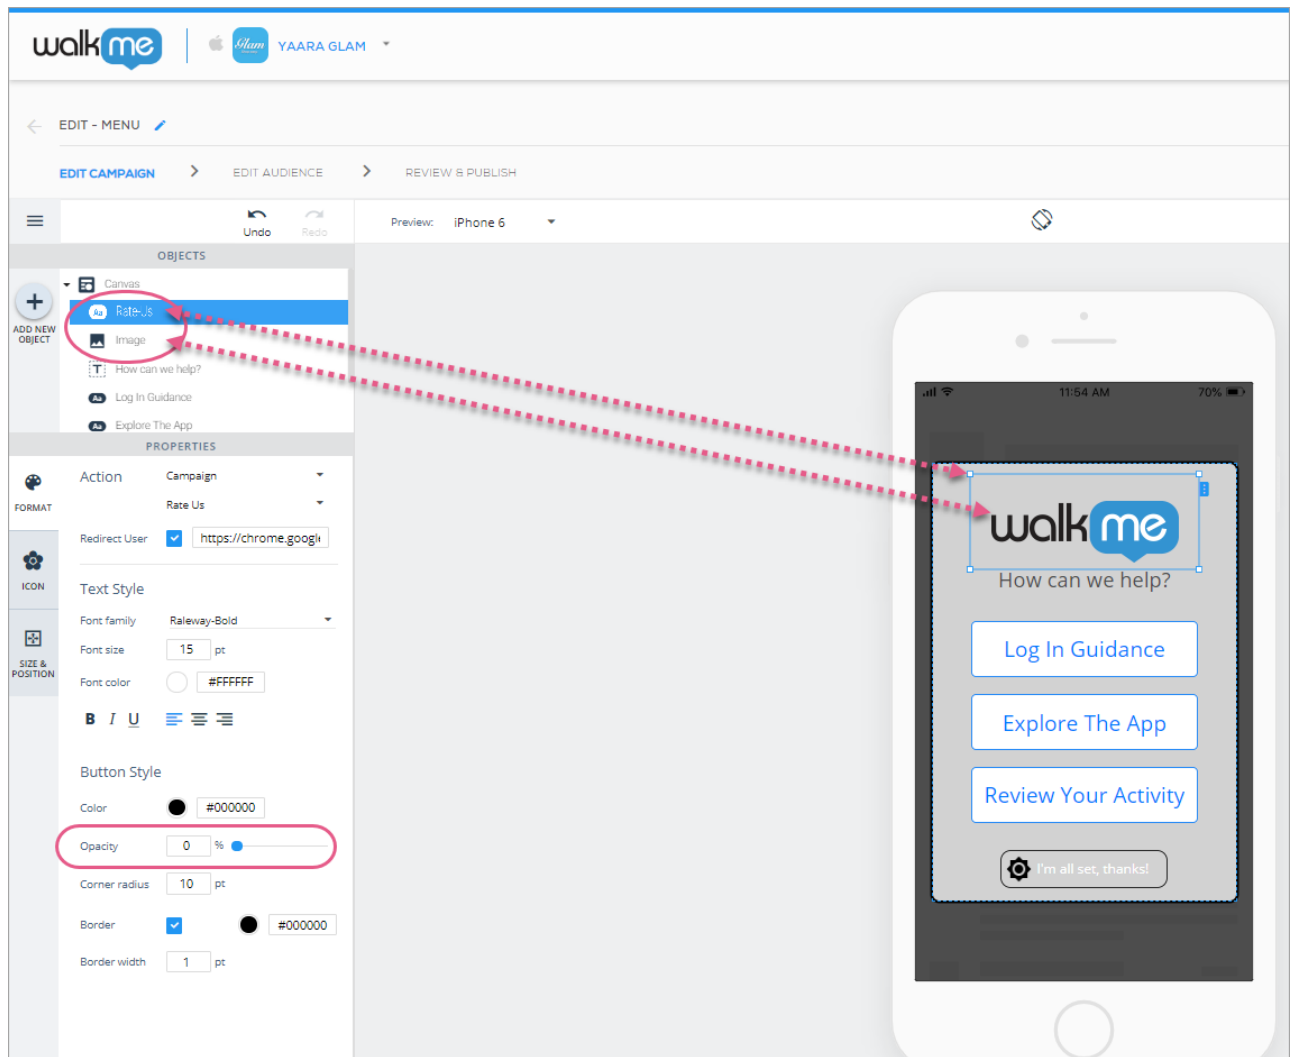 walkme
Glam
YAARA GLAM
EDIT - MENU
EDIT CAMPAIGN
EDIT AUDIENCE
REVIEW & PUBLISH
Undo
Redo
Preview:
iPhone 6
OBJECTS
ADD NEW
OBJECT
Canvas
Aa Rate-Us
Image
T How can we help?
Aa Log In Guidance
Aa Explore The App
PROPERTIES
FORMAT
ICON
SIZE &
POSITION
Action Campaign
Rate Us
Redirect User https://chrome.google
Text Style
Font family Raleway-Bold
Font size 15 pt
Font color #FFFFFF
B I U
Button Style
Color #000000
Opacity 0 %
Corner radius 10 pt
Border #000000
Border width 1 pt
11:54 AM 70%
walkme
How can we help?
Log In Guidance
Explore The App
Review Your Activity
I'm all set, thanks!